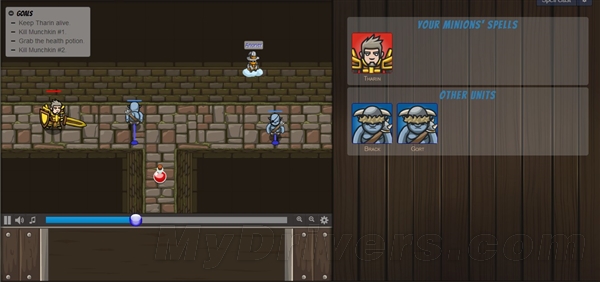 GOALS
Keep Tharin alive
Kill Munchkin #1
Grab the health potion
Kill Munchkin #2
YOUR MINIONS' SPELLS
THARIN
OTHER UNITS
BRACK
GORT
MyDrivers.com